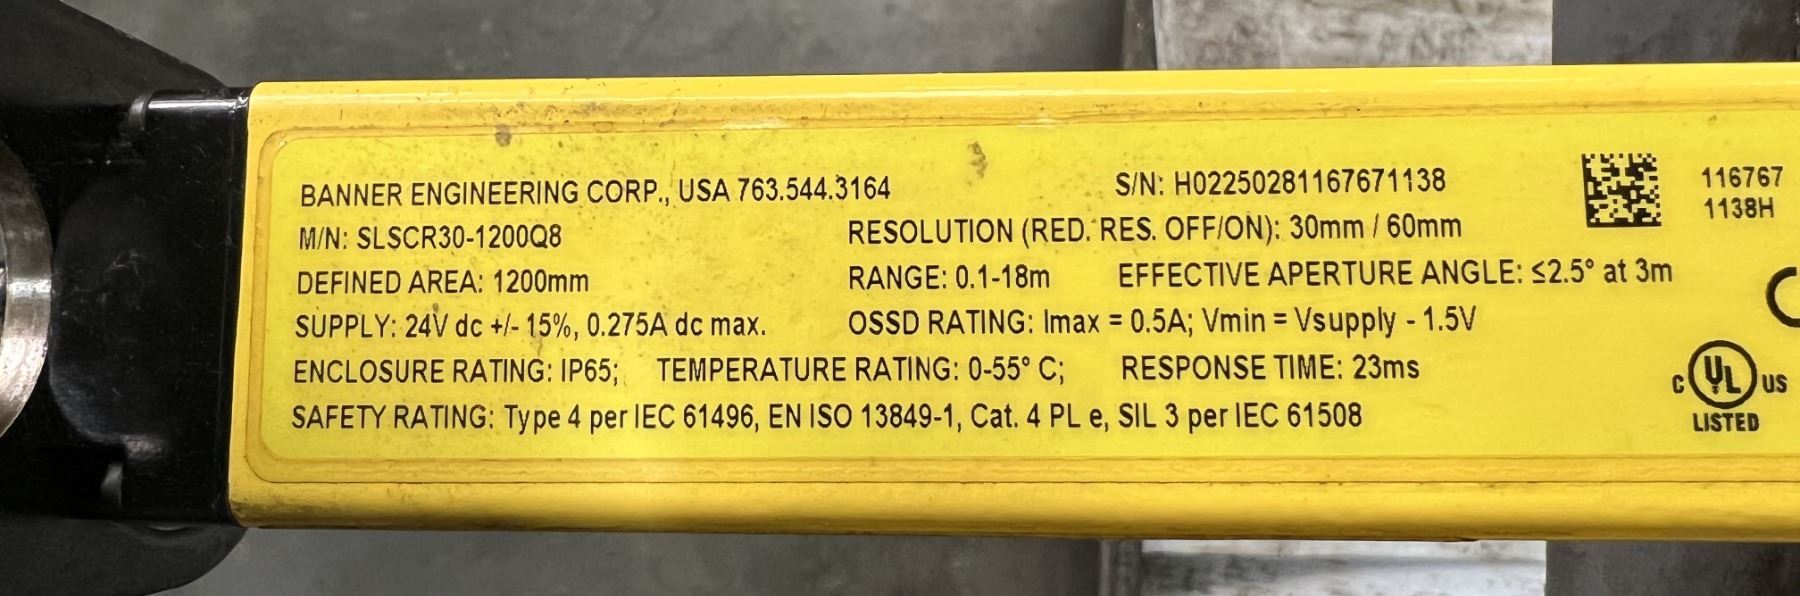 BANNER ENGINEERING CORP., USA 763.544.3164 S/N: H02250281167671138
116767
1138H
M/N: SLSCR30-1200Q8 RESOLUTION (RED. RES. OFF/ON): 30mm / 60mm
DEFINED AREA: 1200mm RANGE: 0.1-18m EFFECTIVE APERTURE ANGLE: ≤2.5° at 3m
SUPPLY: 24V dc +/- 15%, 0.275A dc max. OSSD RATING: Imax = 0.5A; Vmin = Vsupply - 1.5V
ENCLOSURE RATING: IP65; TEMPERATURE RATING: 0-55° C; RESPONSE TIME: 23ms
SAFETY RATING: Type 4 per IEC 61496, EN ISO 13849-1, Cat. 4 PL e, SIL 3 per IEC 61508
C UL US
LISTED